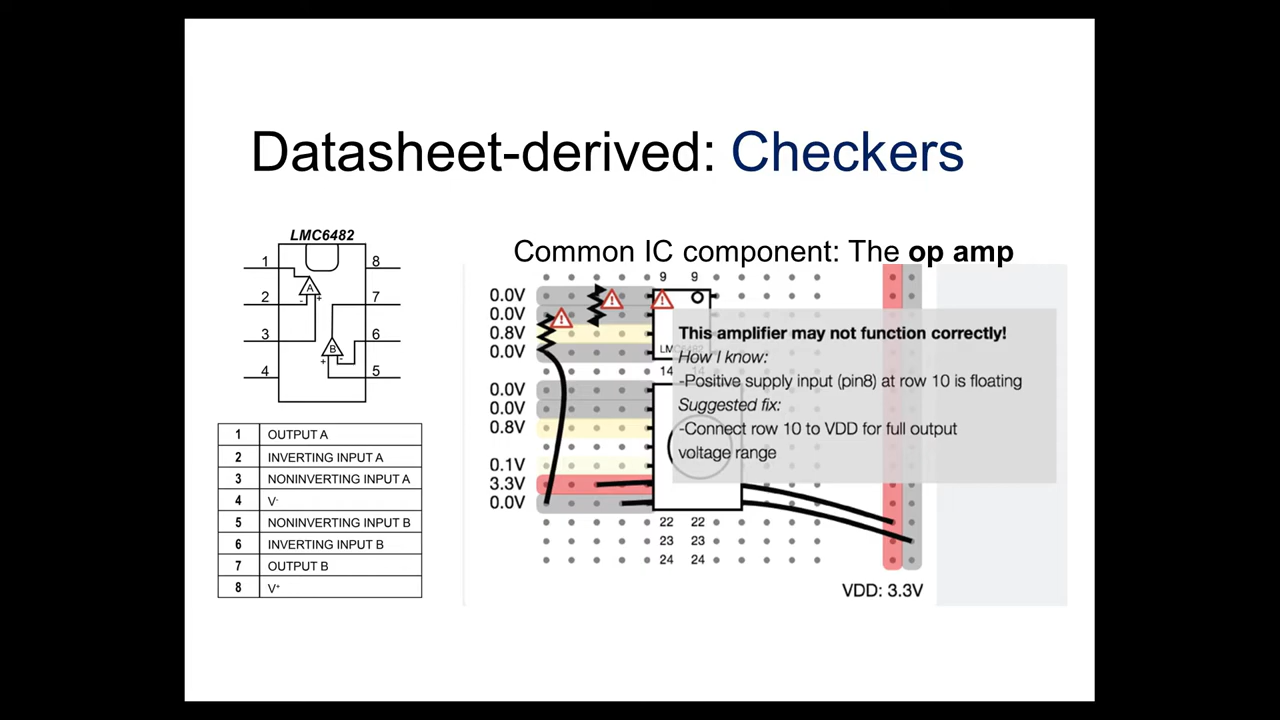 Datasheet-derived: Checkers
LMC6482
1 8
2 7
3 6
4 5
A
- +
B
+ -
1 OUTPUT A
2 INVERTING INPUT A
3 NONINVERTING INPUT A
4 V-
5 NONINVERTING INPUT B
6 INVERTING INPUT B
7 OUTPUT B
8 V+
Common IC component: The op amp
9 9
0.0V
0.0V
0.8V
0.0V
LMC6482
14 14
0.0V
0.0V
0.8V
0.1V
3.3V
0.0V
22 22
23 23
24 24
This amplifier may not function correctly!
How I know:
-Positive supply input (pin8) at row 10 is floating
Suggested fix:
-Connect row 10 to VDD for full output
voltage range
VDD: 3.3V